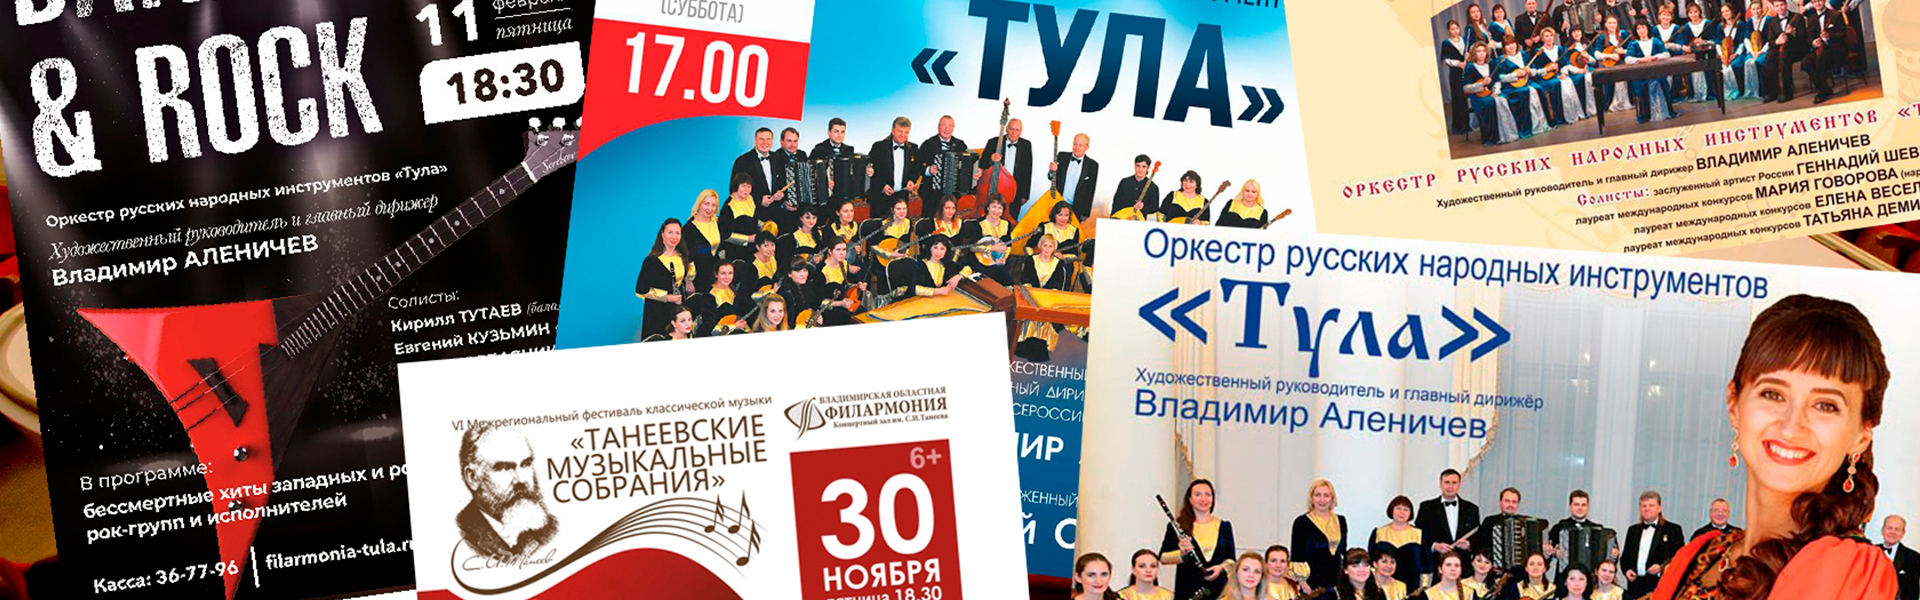 & ROCK
11
пятница
18:30
Оркестр русских народных инструментов «Тула»
Художественный руководитель и главный дирижер
Владимир АЛЕНИЧЕВ
Солисты:
Кирилл ТУТАЕВ
Евгений КУЗЬМИН
В программе:
бессмертные хиты западных и
рок-групп и исполнителей
Касса: 36-77-96
filarmonia-tula.ru
(СУББОТА)
17.00
«ТУЛА»
ОРКЕСТР РУССКИХ НАРОДНЫХ ИНСТРУМЕНТОВ
Художественный руководитель и главный дирижер ВЛАДИМИР АЛЕНИЧЕВ
Солисты: заслуженный артист России ГЕННАДИЙ
лауреат международных конкурсов МАРИЯ ГОВОРОВА
лауреат международных конкурсов ЕЛЕНА
лауреат международных конкурсов ТАТЬЯНА
VI Межрегиональный фестиваль классической музыки
«ТАНЕЕВСКИЕ
МУЗЫКАЛЬНЫЕ
СОБРАНИЯ»
ВЛАДИМИРСКАЯ ОБЛАСТНАЯ
ФИЛАРМОНИЯ
Концертный зал им. С.И.Танеева
6+
30
НОЯБРЯ
пятница 18.30
Оркестр русских народных инструментов
«Тула»
Художественный руководитель и главный дирижёр
Владимир Аленичев